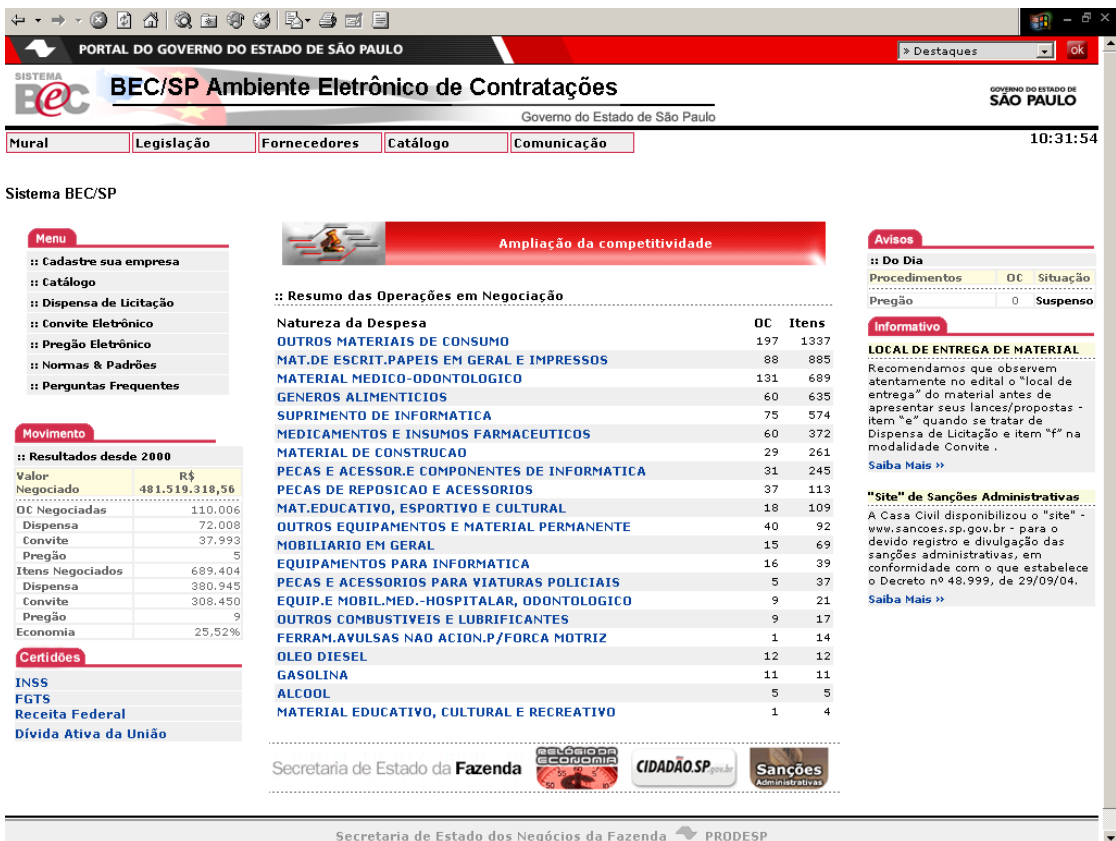 PORTAL DO GOVERNO DO ESTADO DE SÃO PAULO
» Destaques
ok
SISTEMA
BeC
BEC/SP Ambiente Eletrônico de Contratações
Governo do Estado de São Paulo
GOVERNO DO ESTADO DE
SÃO PAULO
Mural Legislação Fornecedores Catálogo Comunicação
10:31:54
Sistema BEC/SP
Menu
:: Cadastre sua empresa
:: Catálogo
:: Dispensa de Licitação
:: Convite Eletrônico
:: Pregão Eletrônico
:: Normas & Padrões
:: Perguntas Frequentes
Movimento
:: Resultados desde 2000
Valor R$
Negociado 481.519.318,56
OC Negociadas 110.006
Dispensa 72.008
Convite 37.993
Pregão 5
Itens Negociados 689.404
Dispensa 380.945
Convite 308.450
Pregão 9
Economia 25,52%
Certidões
INSS
FGTS
Receita Federal
Dívida Ativa da União
Ampliação da competitividade
:: Resumo das Operações em Negociação
Natureza da Despesa OC Itens
OUTROS MATERIAIS DE CONSUMO 197 1337
MAT.DE ESCRIT.PAPEIS EM GERAL E IMPRESSOS 88 885
MATERIAL MEDICO-ODONTOLOGICO 131 689
GENEROS ALIMENTICIOS 60 635
SUPRIMENTO DE INFORMATICA 75 574
MEDICAMENTOS E INSUMOS FARMACEUTICOS 60 372
MATERIAL DE CONSTRUCAO 29 261
PECAS E ACESSOR.E COMPONENTES DE INFORMATICA 31 245
PECAS DE REPOSICAO E ACESSORIOS 37 113
MAT.EDUCATIVO, ESPORTIVO E CULTURAL 18 109
OUTROS EQUIPAMENTOS E MATERIAL PERMANENTE 40 92
MOBILIARIO EM GERAL 15 69
EQUIPAMENTOS PARA INFORMATICA 16 39
PECAS E ACESSORIOS PARA VIATURAS POLICIAIS 5 37
EQUIP.E MOBIL.MED.-HOSPITALAR, ODONTOLOGICO 9 21
OUTROS COMBUSTIVEIS E LUBRIFICANTES 9 17
FERRAM.AVULSAS NAO ACION.P/FORCA MOTRIZ 1 14
OLEO DIESEL 12 12
GASOLINA 11 11
ALCOOL 5 5
MATERIAL EDUCATIVO, CULTURAL E RECREATIVO 1 4
Secretaria de Estado da Fazenda
RELÓGIO DA
ECONOMIA
CIDADÃO.SP.gov.br
Sanções
Administrativas
Avisos
:: Do Dia
Procedimentos OC Situação
Pregão 0 Suspenso
Informativo
LOCAL DE ENTREGA DE MATERIAL
Recomendamos que observem
atentamente no edital o "local de
entrega" do material antes de
apresentar seus lances/propostas -
item "e" quando se tratar de
Dispensa de Licitação e item "f" na
modalidade Convite .
Saiba Mais »
"Site" de Sanções Administrativas
A Casa Civil disponibilizou o "site" -
www.sancoes.sp.gov.br - para o
devido registro e divulgação das
sanções administrativas, em
conformidade com o que estabelece
o Decreto nº 48.999, de 29/09/04.
Saiba Mais »
Secretaria de Estado dos Negócios da Fazenda PRODESP